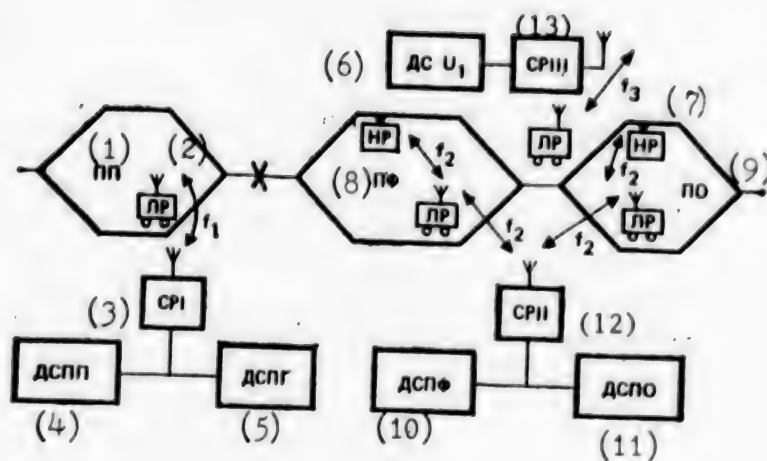 (13)
(6) ДС U₁ СРIII
f₃
(7)
(1) (2) НР ЛР НР
ПП f₂ f₂ (9)
(8) ПФ ПО
ЛР ЛР ЛР
f₁ f₂ f₂
(3) СРI СРII (12)
ДСПП ДСПГ ДСПФ ДСПО
(4) (5) (10) (11)